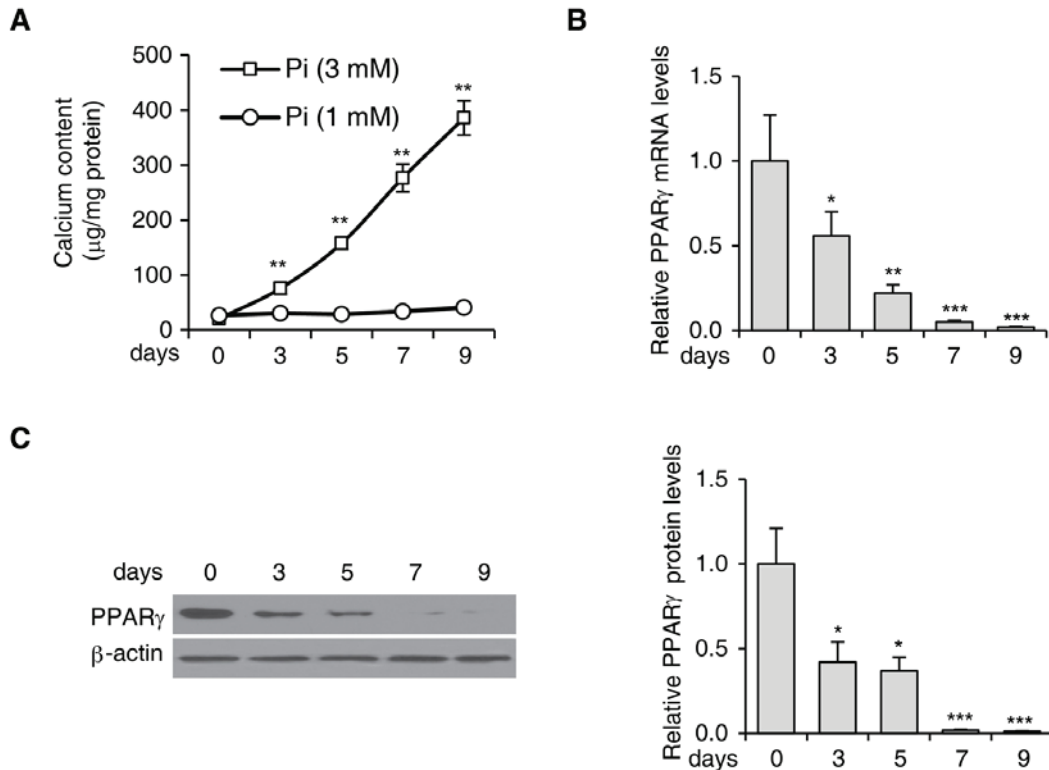 A
Calcium content
(μg/mg protein)
500
400
300
200
100
0
Pi (3 mM)
Pi (1 mM)
**
**
**
**
days 0 3 5 7 9
B
Relative PPARγ mRNA levels
1.5
1.0
0.5
0.0
*
**
***
***
days 0 3 5 7 9
C
days 0 3 5 7 9
PPARγ
β-actin
Relative PPARγ protein levels
1.5
1.0
0.5
0.0
*
*
***
***
days 0 3 5 7 9